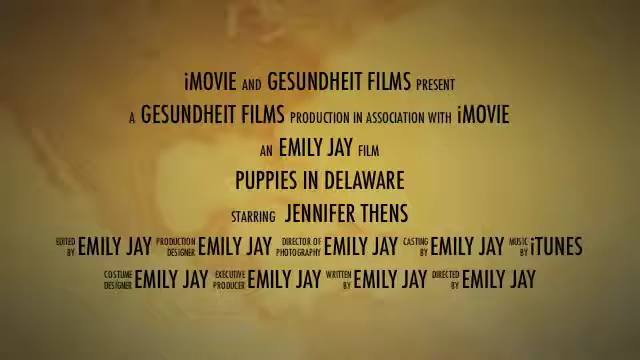 iMOVIE AND GESUNDHEIT FILMS PRESENT
A GESUNDHEIT FILMS PRODUCTION IN ASSOCIATION WITH iMOVIE
AN EMILY JAY FILM
PUPPIES IN DELAWARE
STARRING JENNIFER THENS
EDITED BY EMILY JAY PRODUCTION DESIGNER EMILY JAY DIRECTOR OF PHOTOGRAPHY EMILY JAY CASTING BY EMILY JAY MUSIC BY iTUNES
COSTUME DESIGNER EMILY JAY EXECUTIVE PRODUCER EMILY JAY WRITTEN BY EMILY JAY DIRECTED BY EMILY JAY